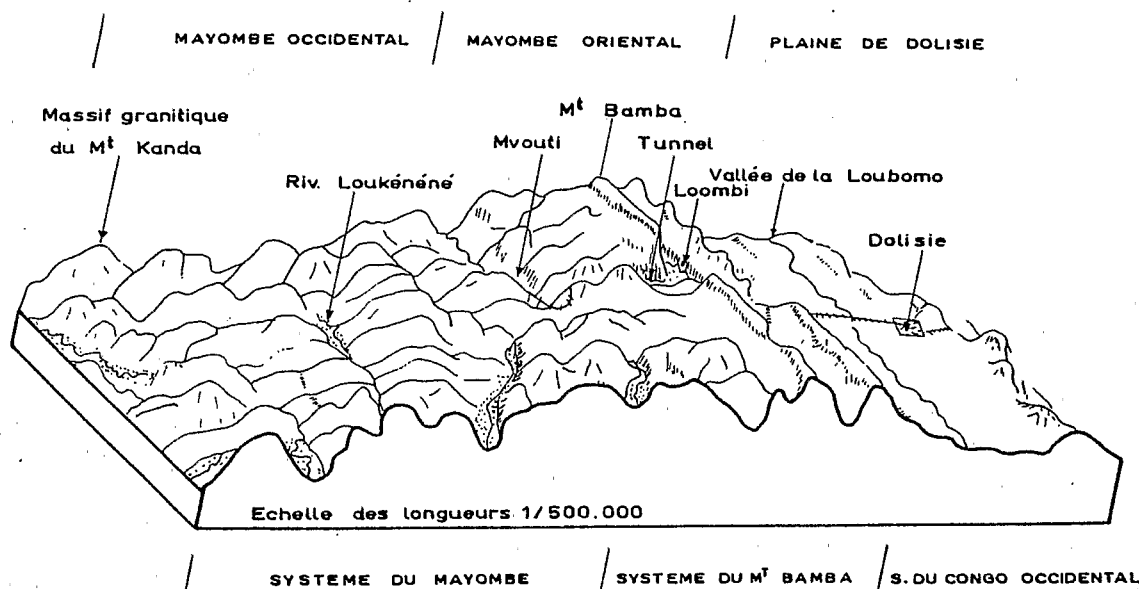 MAYOMBE OCCIDENTAL
MAYOMBE ORIENTAL
PLAINE DE DOLISIE
Massif granitique
du Mt Kanda
Riv. Loukénéné
Mvouti
Mt Bamba
Tunnel
Loombi
Vallée de la Loubomo
Dolisie
Echelle des longueurs 1/500.000
SYSTEME DU MAYOMBE
SYSTEME DU MT BAMBA
S. DU CONGO OCCIDENTAL